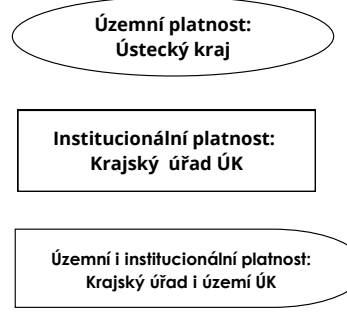 Územní platnost:
Ústecký kraj
Institucionální platnost:
Krajský úřad ÚK
Územní i institucionální platnost:
Krajský úřad i území ÚK